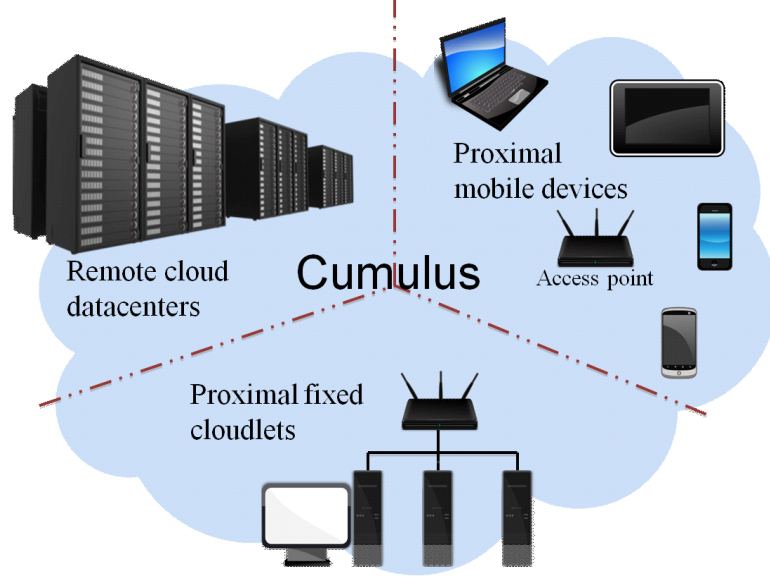 Proximal
mobile devices
Access point
Cumulus
Remote cloud
datacenters
Proximal fixed
cloudlets